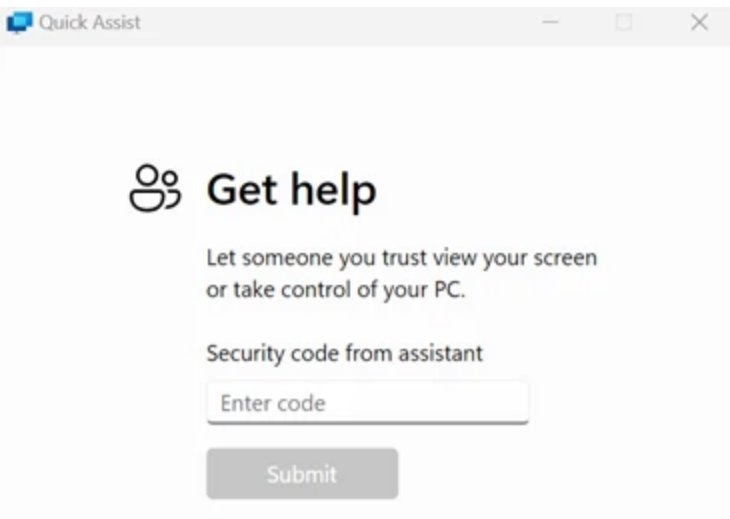 Quick Assist
Get help
Let someone you trust view your screen
or take control of your PC.
Security code from assistant
Enter code
Submit